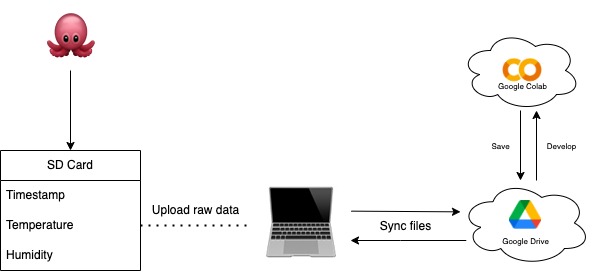 Google Colab
Save
Develop
SD Card
Timestamp
Temperature
Humidity
Upload raw data
Sync files
Google Drive